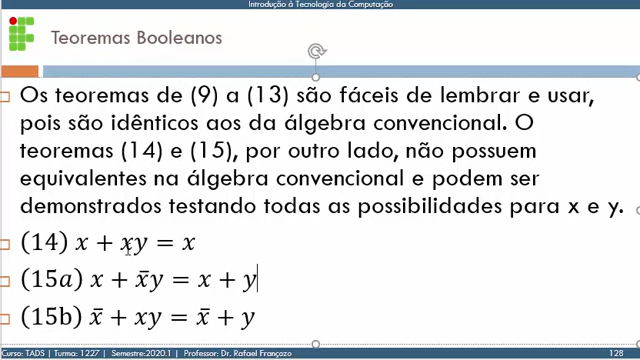 Introdução à Tecnologia da Computação
Teoremas Booleanos
Os teoremas de (9) a (13) são fáceis de lembrar e usar,
pois são idênticos aos da álgebra convencional. O
teoremas (14) e (15), por outro lado, não possuem
equivalentes na álgebra convencional e podem ser
demonstrados testando todas as possibilidades para x e y.
(14) x + xy = x
(15a) x + x̄y = x + y
(15b) x̄ + xy = x̄ + y
Curso: TADS | Turma: 1227 | Semestre:2020.1 | Professor: Dr. Rafael Françozo 128